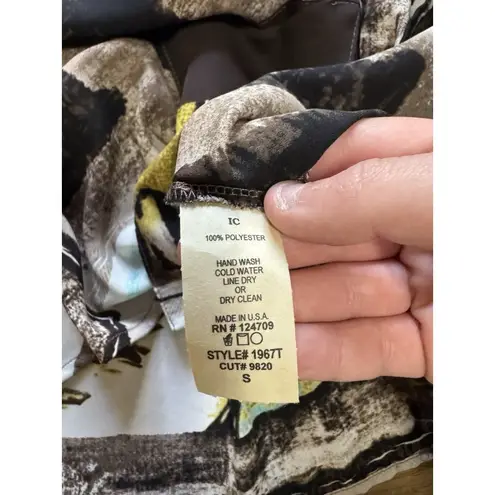 IC
100% POLYESTER
HAND WASH
COLD WATER
LINE DRY
OR
DRY CLEAN
MADE IN U.S.A.
RN # 124709
STYLE# 1967T
CUT# 9820
S